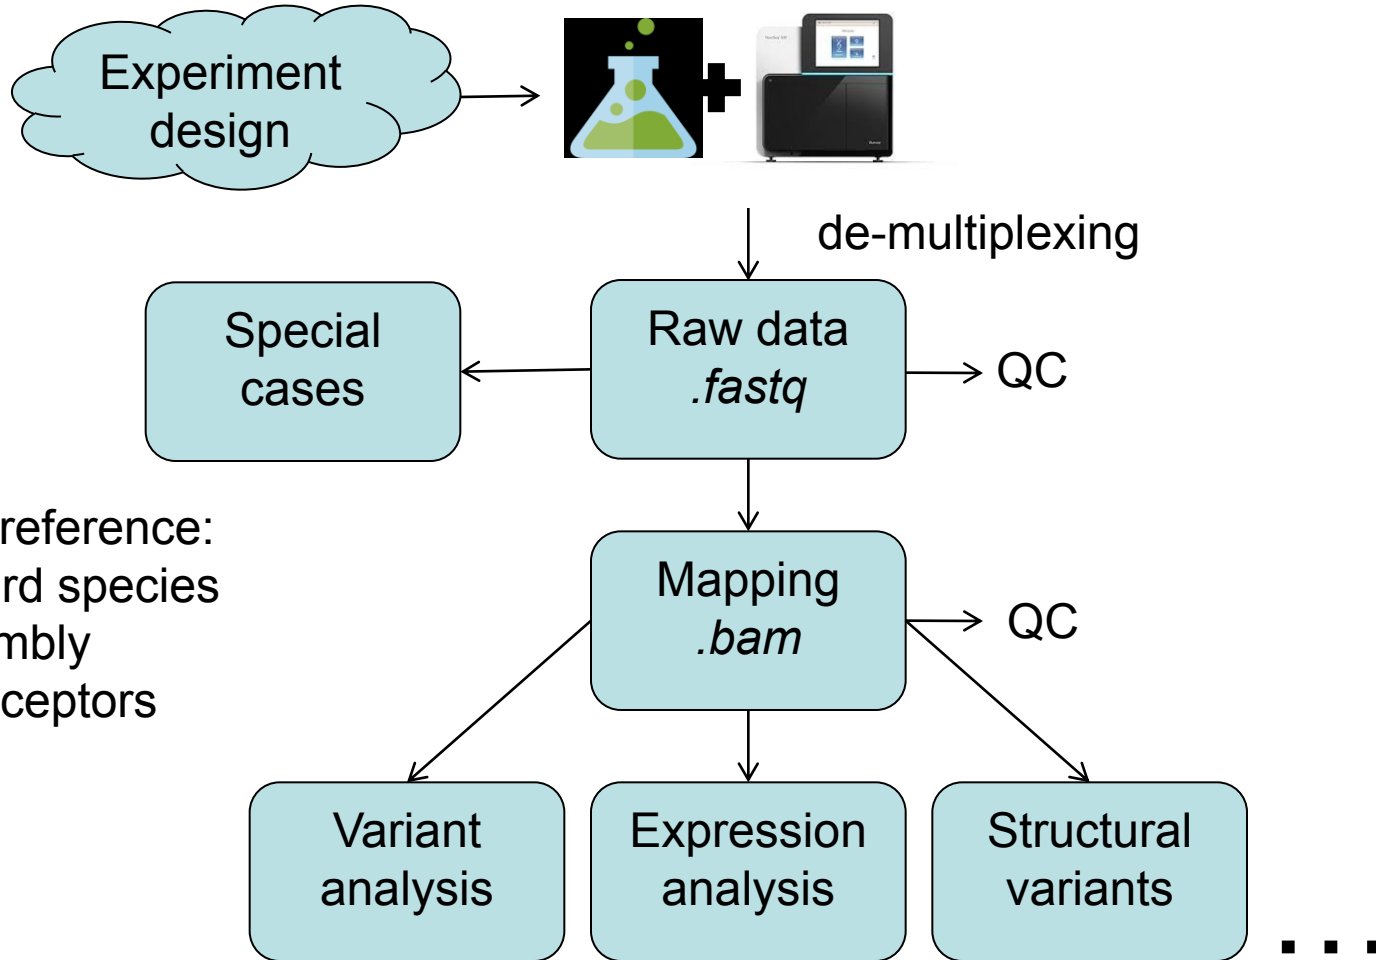 Experiment
design
de-multiplexing
Special
cases
Raw data
.fastq
QC
reference:
rd species
mbly
ceptors
Mapping
.bam
QC
Variant
analysis
Expression
analysis
Structural
variants
...